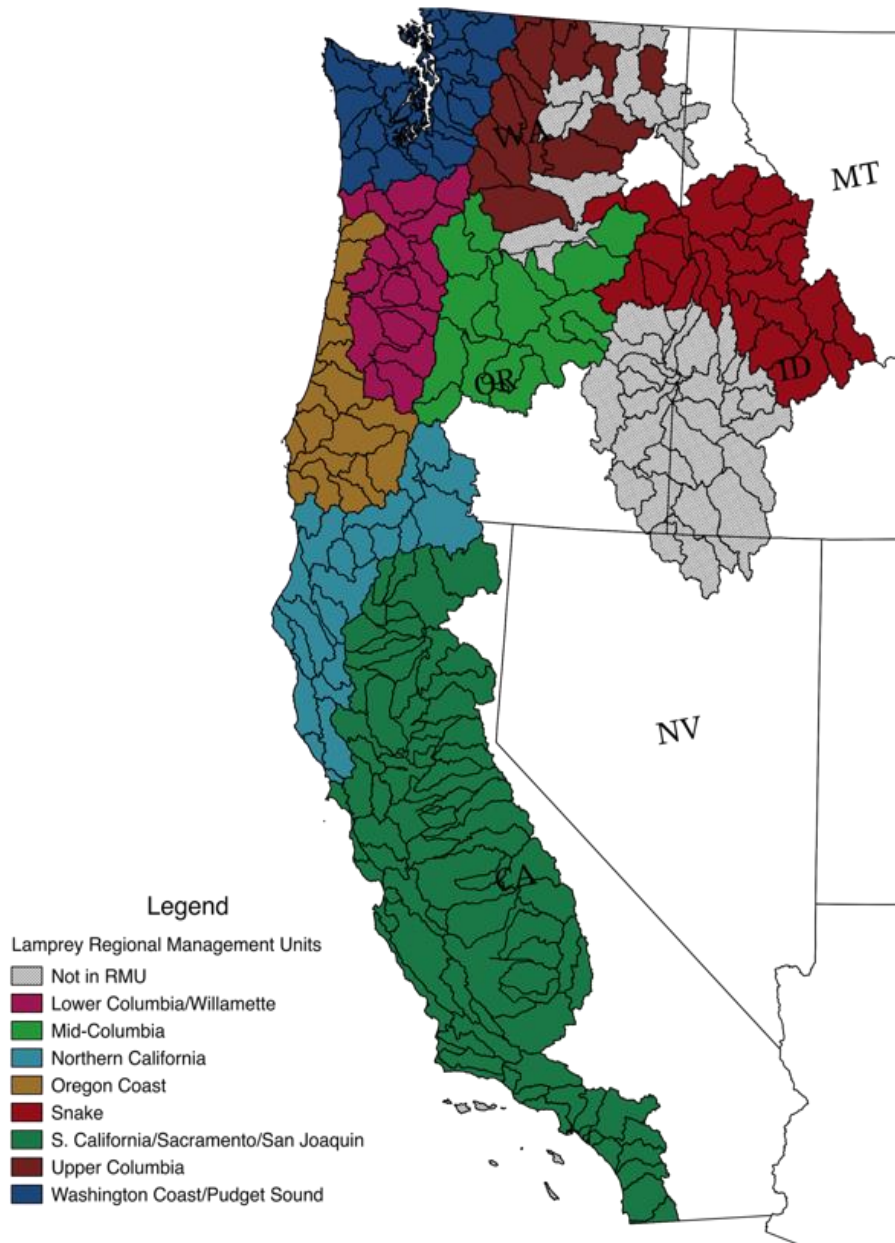 WA
MT
OR
ID
NV
CA
Legend
Lamprey Regional Management Units
Not in RMU
Lower Columbia/Willamette
Mid-Columbia
Northern California
Oregon Coast
Snake
S. California/Sacramento/San Joaquin
Upper Columbia
Washington Coast/Pudget Sound